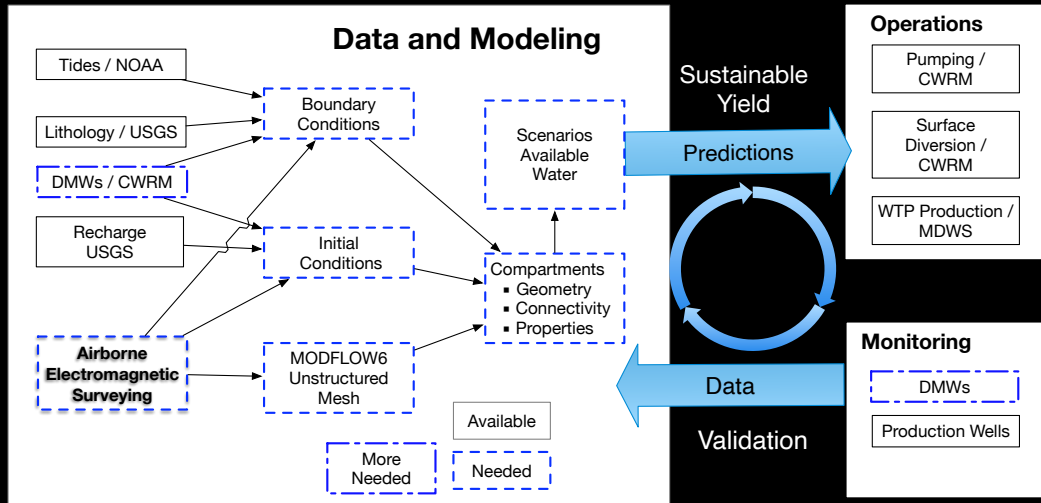 Data and Modeling
Tides / NOAA
Lithology / USGS
DMWs / CWRM
Recharge
USGS
Airborne
Electromagnetic
Surveying
Boundary
Conditions
Initial
Conditions
MODFLOW6
Unstructured
Mesh
Scenarios
Available
Water
Compartments
▪ Geometry
▪ Connectivity
▪ Properties
Available
More
Needed
Needed
Sustainable
Yield
Predictions
Data
Validation
Operations
Pumping /
CWRM
Surface
Diversion /
CWRM
WTP Production /
MDWS
Monitoring
DMWs
Production Wells